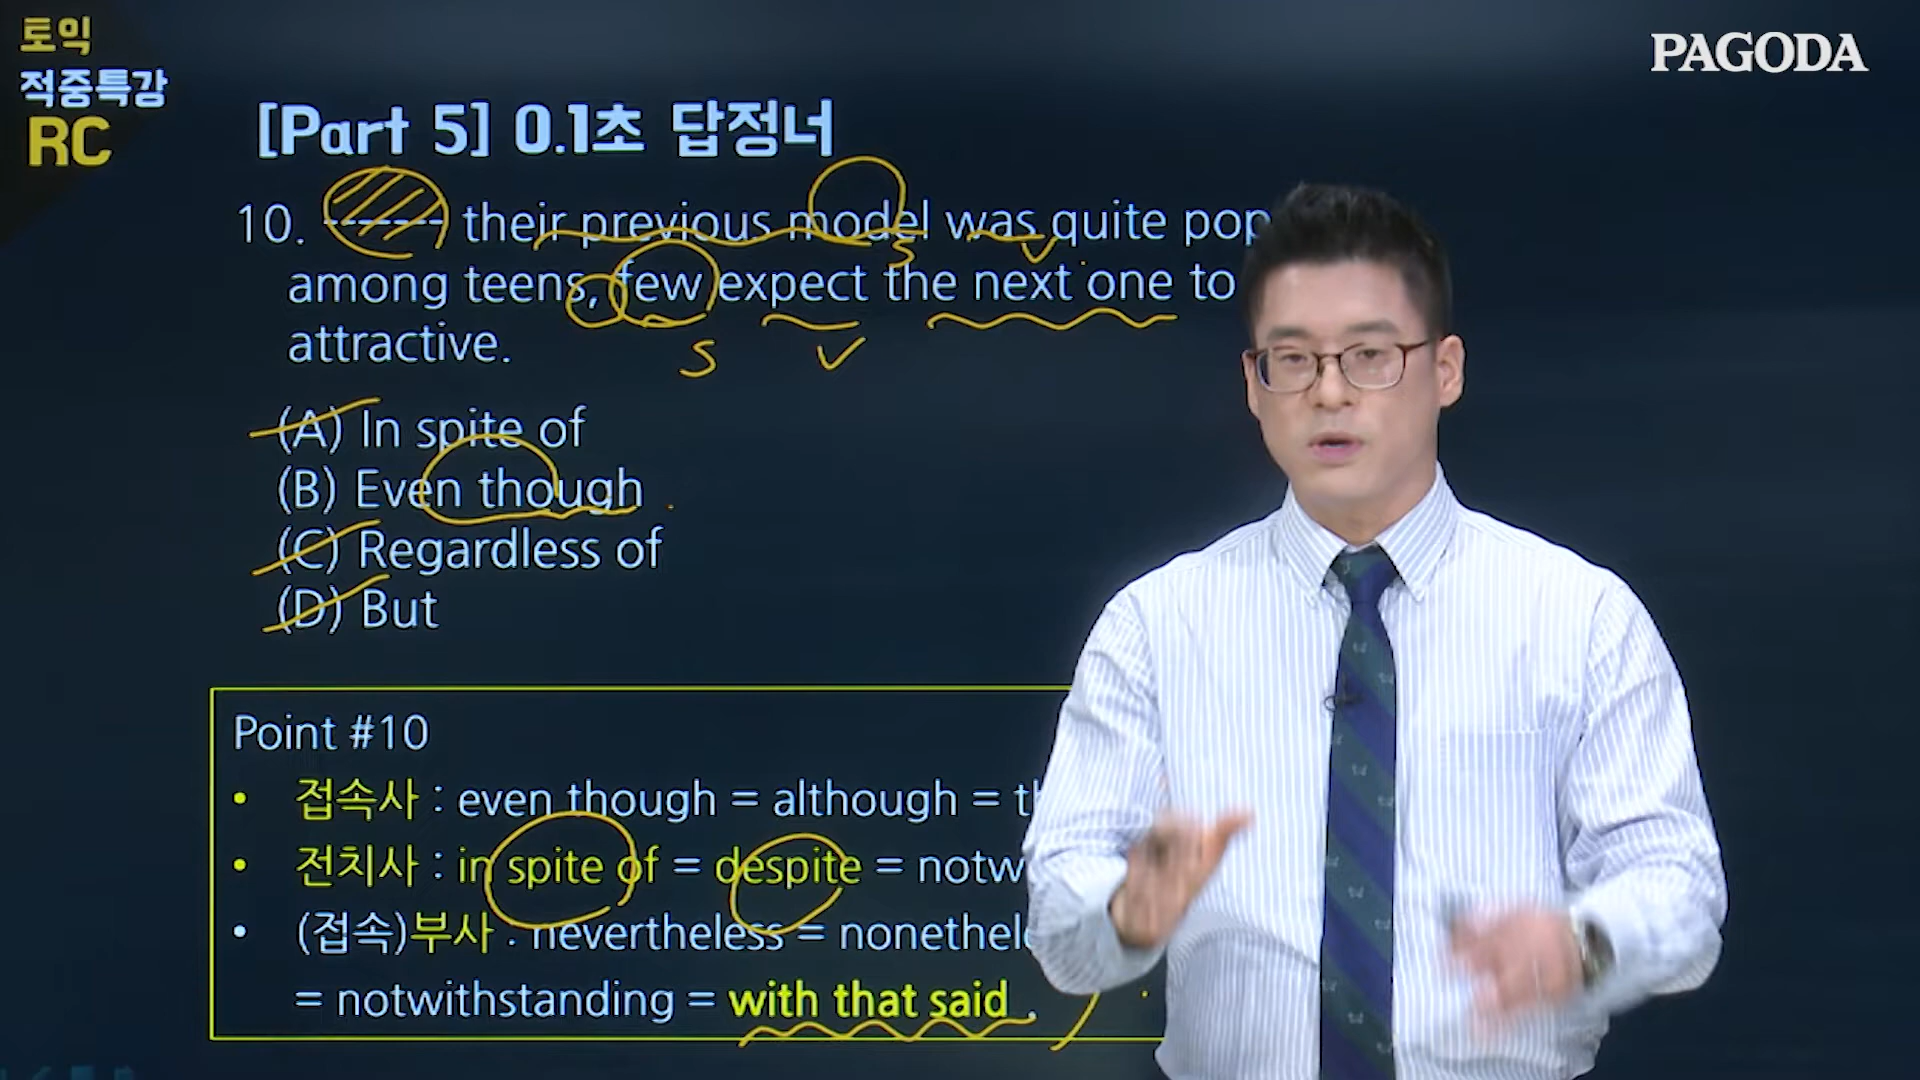 토익
적중특강
RC
PAGODA
[Part 5] 0.1초 답정너
10. ------- their previous model was quite pop
among teens, few expect the next one to
attractive.
S
S
(A) In spite of
(B) Even though
(C) Regardless of
(D) But
Point #10
• 접속사 : even though = although = th
• 전치사 : in spite of = despite = notw
• (접속)부사 : nevertheless = nonethele
= notwithstanding = with that said ,